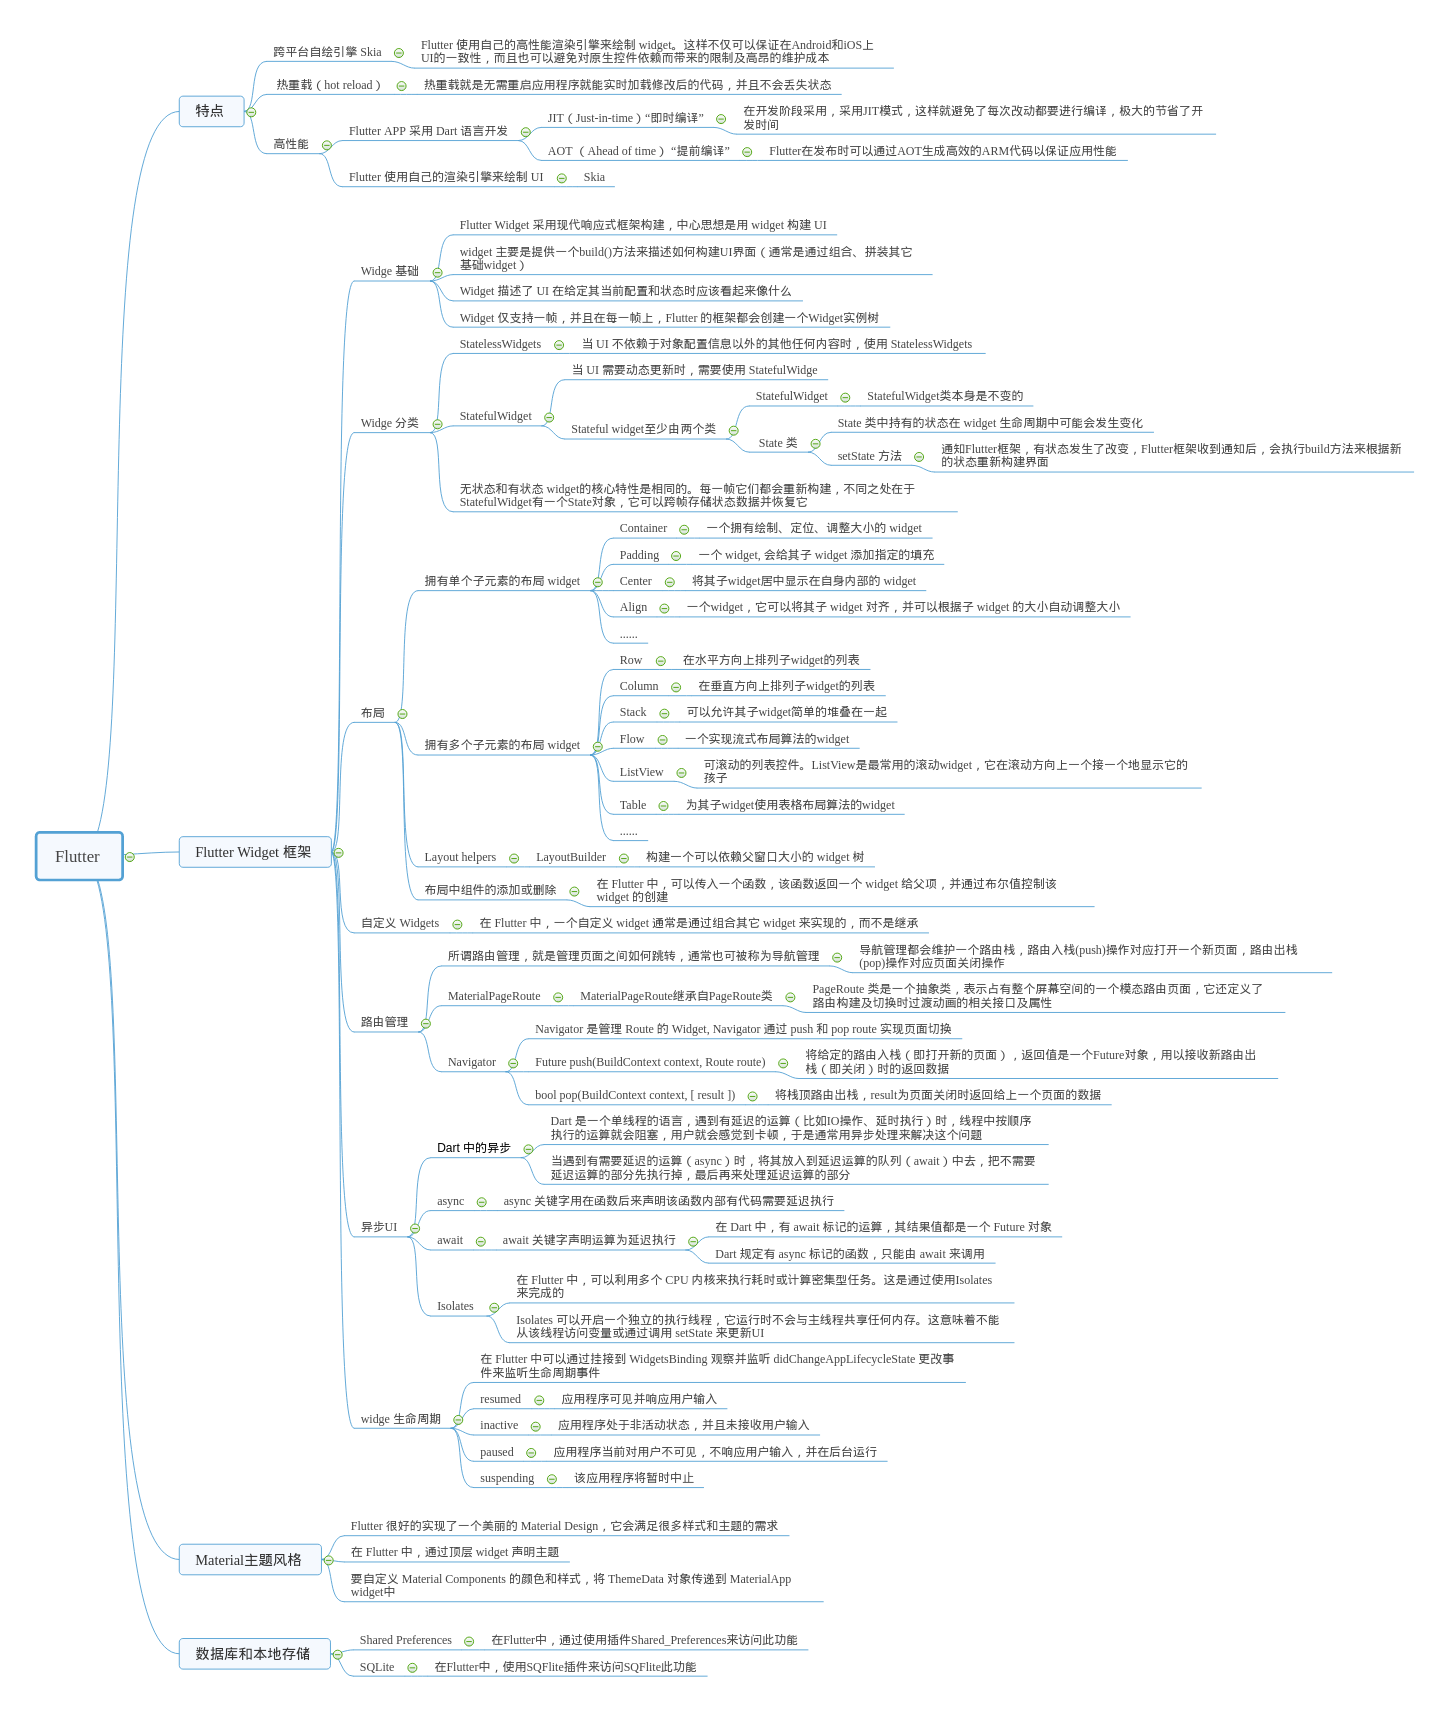 Flutter
特点
跨平台自绘引擎 Skia
Flutter 使用自己的高性能渲染引擎来绘制 widget。这样不仅可以保证在Android和iOS上
UI的一致性，而且也可以避免对原生控件依赖而带来的限制及高昂的维护成本
热重载（hot reload）
热重载就是无需重启应用程序就能实时加载修改后的代码，并且不会丢失状态
高性能
Flutter APP 采用 Dart 语言开发
JIT（Just-in-time）“即时编译”
在开发阶段采用，采用JIT模式，这样就避免了每次改动都要进行编译，极大的节省了开
发时间
AOT （Ahead of time）“提前编译”
Flutter在发布时可以通过AOT生成高效的ARM代码以保证应用性能
Flutter 使用自己的渲染引擎来绘制 UI
Skia
Flutter Widget 框架
Widge 基础
Flutter Widget 采用现代响应式框架构建，中心思想是用 widget 构建 UI
widget 主要是提供一个build()方法来描述如何构建UI界面（通常是通过组合、拼装其它
基础widget）
Widget 描述了 UI 在给定其当前配置和状态时应该看起来像什么
Widget 仅支持一帧，并且在每一帧上，Flutter 的框架都会创建一个Widget实例树
Widge 分类
StatelessWidgets
当 UI 不依赖于对象配置信息以外的其他任何内容时，使用 StatelessWidgets
StatefulWidget
当 UI 需要动态更新时，需要使用 StatefulWidge
Stateful widget至少由两个类
StatefulWidget
StatefulWidget类本身是不变的
State 类
State 类中持有的状态在 widget 生命周期中可能会发生变化
setState 方法
通知Flutter框架，有状态发生了改变，Flutter框架收到通知后，会执行build方法来根据新
的状态重新构建界面
无状态和有状态 widget的核心特性是相同的。每一帧它们都会重新构建，不同之处在于
StatefulWidget有一个State对象，它可以跨帧存储状态数据并恢复它
布局
拥有单个子元素的布局 widget
Container
一个拥有绘制、定位、调整大小的 widget
Padding
一个 widget, 会给其子 widget 添加指定的填充
Center
将其子widget居中显示在自身内部的 widget
Align
一个widget，它可以将其子 widget 对齐，并可以根据子 widget 的大小自动调整大小
......
拥有多个子元素的布局 widget
Row
在水平方向上排列子widget的列表
Column
在垂直方向上排列子widget的列表
Stack
可以允许其子widget简单的堆叠在一起
Flow
一个实现流式布局算法的widget
ListView
可滚动的列表控件。ListView是最常用的滚动widget，它在滚动方向上一个接一个地显示它的
孩子
Table
为其子widget使用表格布局算法的widget
......
Layout helpers
LayoutBuilder
构建一个可以依赖父窗口大小的 widget 树
布局中组件的添加或删除
在 Flutter 中，可以传入一个函数，该函数返回一个 widget 给父项，并通过布尔值控制该
widget 的创建
自定义 Widgets
在 Flutter 中，一个自定义 widget 通常是通过组合其它 widget 来实现的，而不是继承
路由管理
所谓路由管理，就是管理页面之间如何跳转，通常也可被称为导航管理
导航管理都会维护一个路由栈，路由入栈(push)操作对应打开一个新页面，路由出栈
(pop)操作对应页面关闭操作
MaterialPageRoute
MaterialPageRoute继承自PageRoute类
PageRoute 类是一个抽象类，表示占有整个屏幕空间的一个模态路由页面，它还定义了
路由构建及切换时过渡动画的相关接口及属性
Navigator
Navigator 是管理 Route 的 Widget, Navigator 通过 push 和 pop route 实现页面切换
Future push(BuildContext context, Route route)
将给定的路由入栈（即打开新的页面），返回值是一个Future对象，用以接收新路由出
栈（即关闭）时的返回数据
bool pop(BuildContext context, [ result ])
将栈顶路由出栈，result为页面关闭时返回给上一个页面的数据
异步UI
Dart 中的异步
Dart 是一个单线程的语言，遇到有延迟的运算（比如IO操作、延时执行）时，线程中按顺序
执行的运算就会阻塞，用户就会感觉到卡顿，于是通常用异步处理来解决这个问题
当遇到有需要延迟的运算（async）时，将其放入到延迟运算的队列（await）中去，把不需要
延迟运算的部分先执行掉，最后再来处理延迟运算的部分
async
async 关键字用在函数后来声明该函数内部有代码需要延迟执行
await
await 关键字声明运算为延迟执行
在 Dart 中，有 await 标记的运算，其结果值都是一个 Future 对象
Dart 规定有 async 标记的函数，只能由 await 来调用
Isolates
在 Flutter 中，可以利用多个 CPU 内核来执行耗时或计算密集型任务。这是通过使用Isolates
来完成的
Isolates 可以开启一个独立的执行线程，它运行时不会与主线程共享任何内存。这意味着不能
从该线程访问变量或通过调用 setState 来更新UI
widge 生命周期
在 Flutter 中可以通过挂接到 WidgetsBinding 观察并监听 didChangeAppLifecycleState 更改事
件来监听生命周期事件
resumed
应用程序可见并响应用户输入
inactive
应用程序处于非活动状态，并且未接收用户输入
paused
应用程序当前对用户不可见，不响应用户输入，并在后台运行
suspending
该应用程序将暂时中止
Material主题风格
Flutter 很好的实现了一个美丽的 Material Design，它会满足很多样式和主题的需求
在 Flutter 中，通过顶层 widget 声明主题
要自定义 Material Components 的颜色和样式，将 ThemeData 对象传递到 MaterialApp
widget中
数据库和本地存储
Shared Preferences
在Flutter中，通过使用插件Shared_Preferences来访问此功能
SQLite
在Flutter中，使用SQFlite插件来访问SQFlite此功能